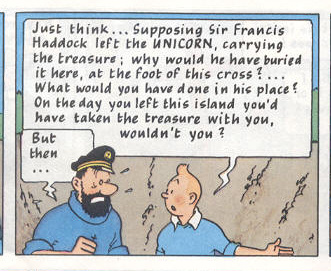 Just think... Supposing Sir Francis
Haddock left the UNICORN, carrying
the treasure; why would he have buried
it here, at the foot of this cross?...
What would you have done in his place?
On the day you left this island you'd
have taken the treasure with you,
wouldn't you?
But
then
...